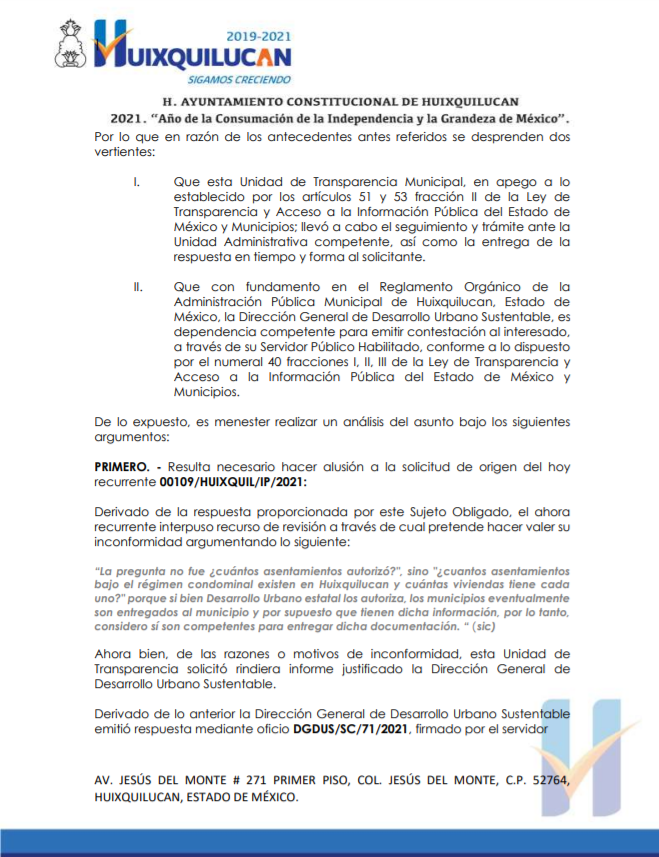 2019-2021
HUIXQUILUCAN
SIGAMOS CRECIENDO
H. AYUNTAMIENTO CONSTITUCIONAL DE HUIXQUILUCAN
2021. “Año de la Consumación de la Independencia y la Grandeza de México”.
Por lo que en razón de los antecedentes antes referidos se desprenden dos
vertientes:
I. Que esta Unidad de Transparencia Municipal, en apego a lo
establecido por los artículos 51 y 53 fracción II de la Ley de
Transparencia y Acceso a la Información Pública del Estado de
México y Municipios; llevó a cabo el seguimiento y trámite ante la
Unidad Administrativa competente, así como la entrega de la
respuesta en tiempo y forma al solicitante.
II. Que con fundamento en el Reglamento Orgánico de la
Administración Pública Municipal de Huixquilucan, Estado de
México, la Dirección General de Desarrollo Urbano Sustentable, es
dependencia competente para emitir contestación al interesado,
a través de su Servidor Público Habilitado, conforme a lo dispuesto
por el numeral 40 fracciones I, II, III de la Ley de Transparencia y
Acceso a la Información Pública del Estado de México y
Municipios.
De lo expuesto, es menester realizar un análisis del asunto bajo los siguientes
argumentos:
PRIMERO. - Resulta necesario hacer alusión a la solicitud de origen del hoy
recurrente 00109/HUIXQUIL/IP/2021:
Derivado de la respuesta proporcionada por este Sujeto Obligado, el ahora
recurrente interpuso recurso de revisión a través de cual pretende hacer valer su
inconformidad argumentando lo siguiente:
“La pregunta no fue ¿cuántos asentamientos autorizó?", sino "¿cuantos asentamientos
bajo el régimen condominal existen en Huixquilucan y cuántas viviendas tiene cada
uno?" porque si bien Desarrollo Urbano estatal los autoriza, los municipios eventualmente
son entregados al municipio y por supuesto que tienen dicha información, por lo tanto,
considero sí son competentes para entregar dicha documentación. “ (sic)
Ahora bien, de las razones o motivos de inconformidad, esta Unidad de
Transparencia solicitó rindiera informe justificado la Dirección General de
Desarrollo Urbano Sustentable.
Derivado de lo anterior la Dirección General de Desarrollo Urbano Sustentable
emitió respuesta mediante oficio DGDUS/SC/71/2021, firmado por el servidor
AV. JESÚS DEL MONTE # 271 PRIMER PISO, COL. JESÚS DEL MONTE, C.P. 52764,
HUIXQUILUCAN, ESTADO DE MÉXICO.